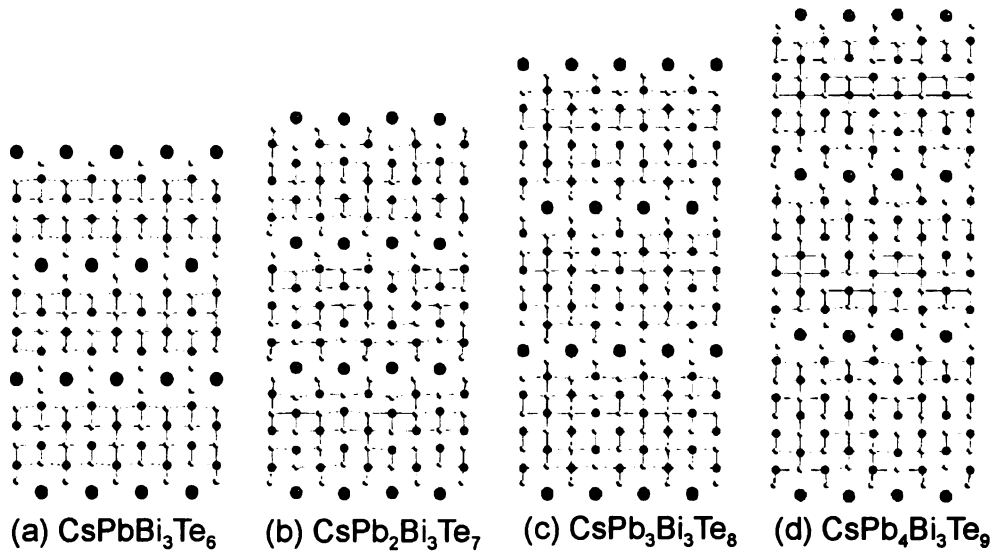 (a) CsPbBi₃Te₆ (b) CsPb₂Bi₃Te₇ (c) CsPb₃Bi₃Te₈ (d) CsPb₄Bi₃Te₉